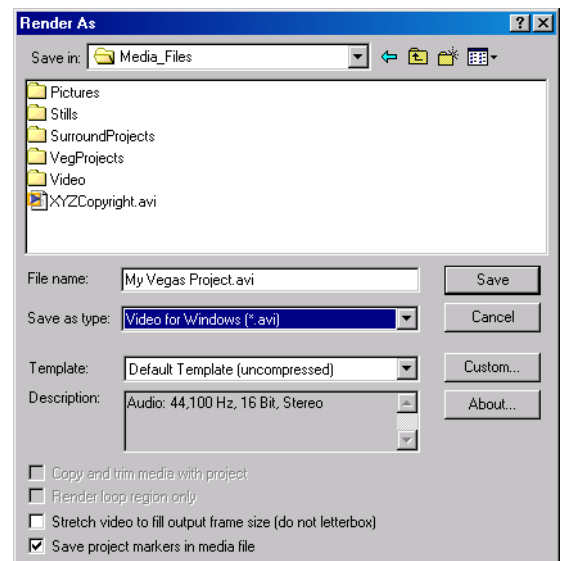 Render As
Save in: Media_Files
Pictures
Stills
SurroundProjects
VegProjects
Video
XYZCopyright.avi
File name: My Vegas Project.avi Save
Save as type: Video for Windows (*.avi) Cancel
Template: Default Template (uncompressed) Custom...
Description: Audio: 44,100 Hz, 16 Bit, Stereo About...
Copy and trim media with project
Render loop region only
Stretch video to fill output frame size (do not letterbox)
Save project markers in media file